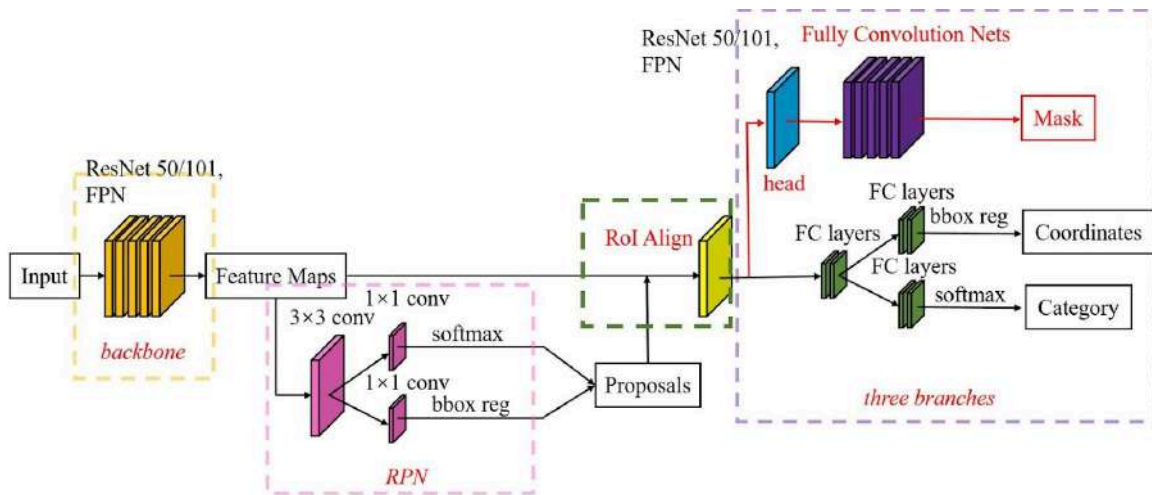 ResNet 50/101,
FPN
Input
backbone
Feature Maps
3×3 conv
1×1 conv
softmax
1×1 conv
bbox reg
RPN
Proposals
RoI Align
ResNet 50/101,
FPN
Fully Convolution Nets
head
Mask
FC layers
FC layers
bbox reg
Coordinates
FC layers
softmax
Category
three branches